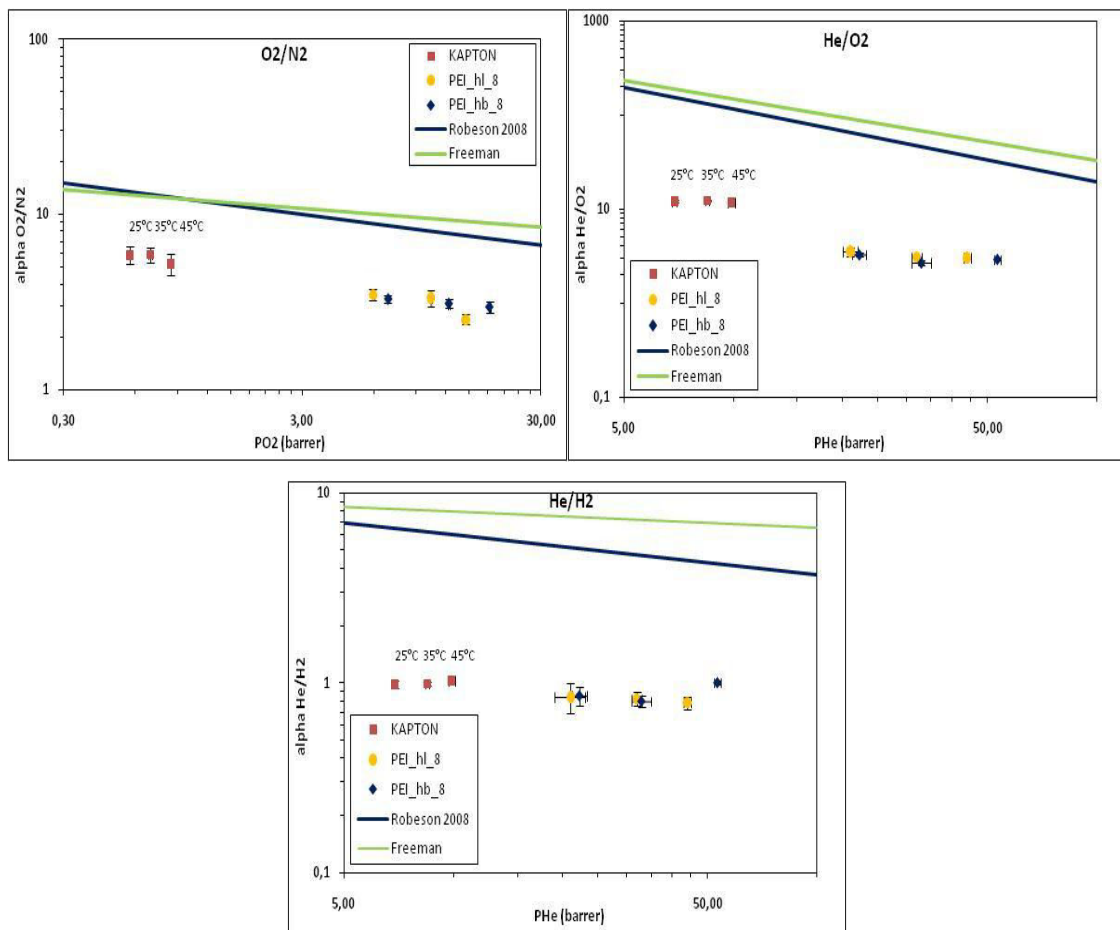 O2/N2
100
10
1
alpha O2/N2
KAPTON
PEI_hl_8
PEI_hb_8
Robeson 2008
Freeman
25°C 35°C 45°C
0,30 3,00 30,00
PO2 (barrer)
He/O2
1000
10
0,1
alpha He/O2
25°C 35°C 45°C
KAPTON
PEI_hl_8
PEI_hb_8
Robeson 2008
Freeman
5,00 50,00
PHe (barrer)
He/H2
10
1
0,1
alpha He/H2
25°C 35°C 45°C
KAPTON
PEI_hl_8
PEI_hb_8
Robeson 2008
Freeman
5,00 50,00
PHe (barrer)